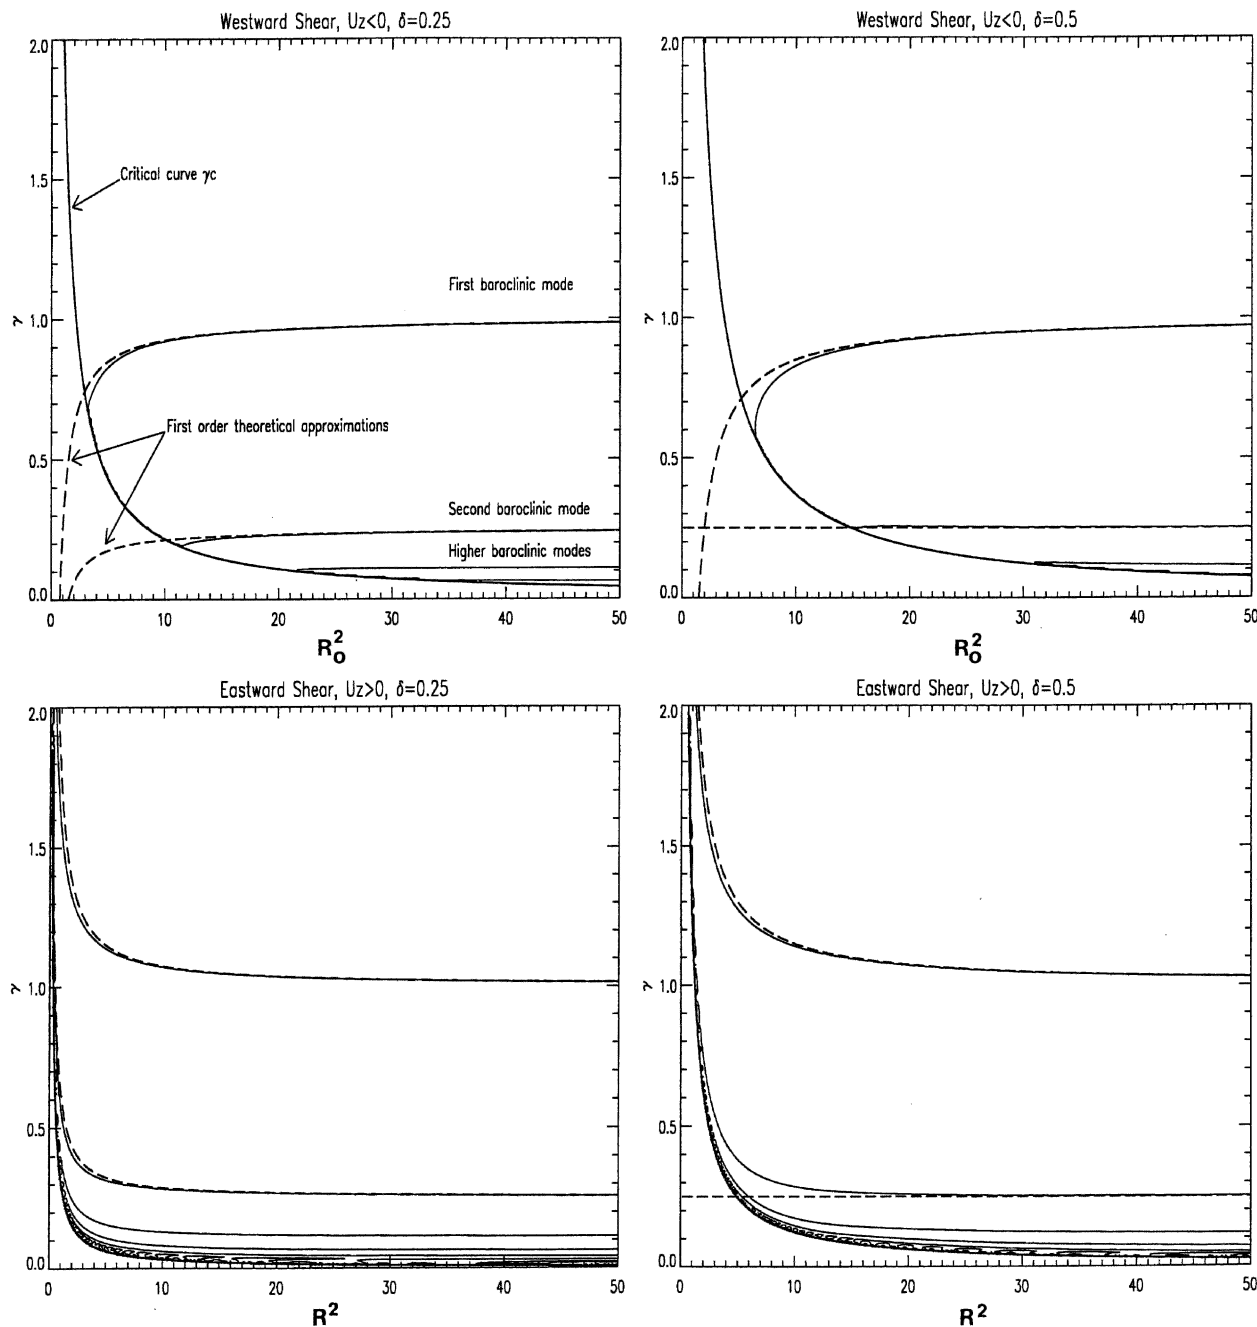 Westward Shear, Uz<0, δ=0.25
2.0
1.5
1.0
0.5
0.0
γ
Critical curve γc
First baroclinic mode
First order theoretical approximations
Second baroclinic mode
Higher baroclinic modes
0 10 20 30 40 50
R_o^2
Westward Shear, Uz<0, δ=0.5
2.0
1.5
1.0
0.5
0.0
γ
0 10 20 30 40 50
R_o^2
Eastward Shear, Uz>0, δ=0.25
2.0
1.5
1.0
0.5
0.0
γ
0 10 20 30 40 50
R^2
Eastward Shear, Uz>0, δ=0.5
2.0
1.5
1.0
0.5
0.0
γ
0 10 20 30 40 50
R^2